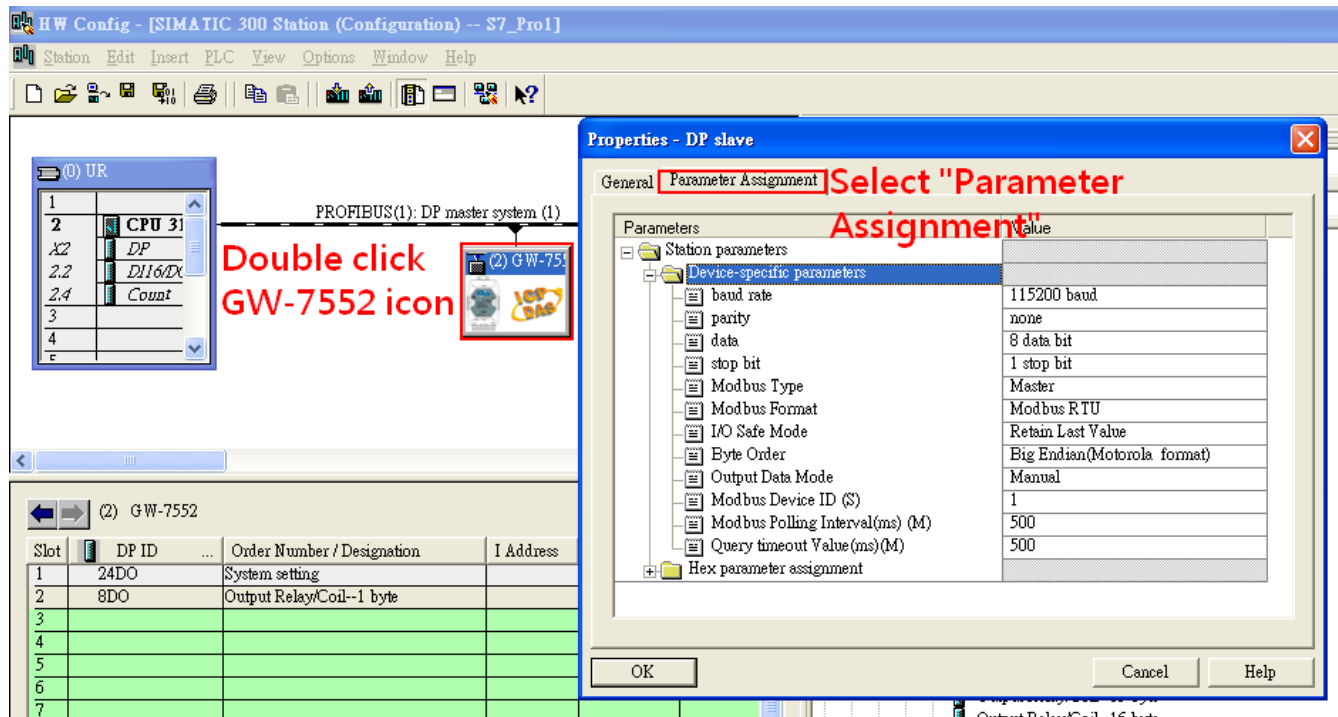 HW Config - [SIMATIC 300 Station (Configuration) -- S7_Pro1]
Station Edit Insert PLC View Options Window Help
(0) UR
1
2 CPU 31
X2 DP
2.2 DI16/DO
2.4 Count
3
4
PROFIBUS(1): DP master system (1)
Double click
GW-7552 icon
(2) GW-755
ICP
DAS
Properties - DP slave
General Parameter Assignment
Select "Parameter
Assignment"
Parameters Value
Station parameters
Device-specific parameters
baud rate 115200 baud
parity none
data 8 data bit
stop bit 1 stop bit
Modbus Type Master
Modbus Format Modbus RTU
I/O Safe Mode Retain Last Value
Byte Order Big Endian(Motorola format)
Output Data Mode Manual
Modbus Device ID (S) 1
Modbus Polling Interval(ms) (M) 500
Query timeout Value(ms)(M) 500
Hex parameter assignment
OK Cancel Help
(2) GW-7552
Slot DP ID ... Order Number / Designation I Address
1 24DO System setting
2 8DO Output Relay/Coil--1 byte
3
4
5
6
7